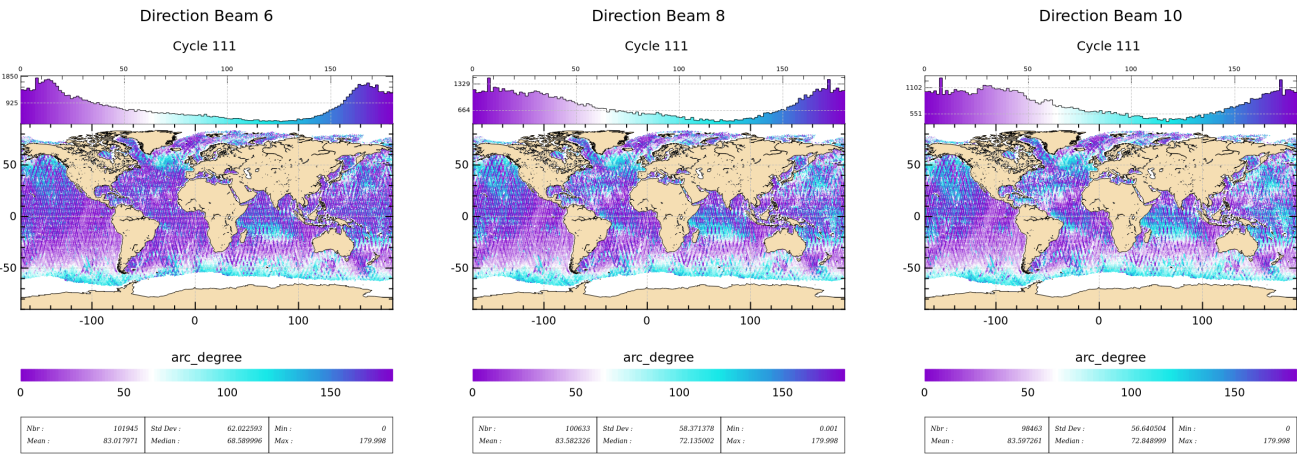 Direction Beam 6
Cycle 111
0 50 100 150
1850
925
50
0
-50
-100 0 100
arc_degree
0 50 100 150
Nbr : 101945 Std Dev : 62.022593 Min : 0
Mean : 83.017971 Median : 68.589996 Max : 179.998
Direction Beam 8
Cycle 111
0 50 100 150
1329
664
50
0
-50
-100 0 100
arc_degree
0 50 100 150
Nbr : 100633 Std Dev : 58.371378 Min : 0.001
Mean : 83.582326 Median : 72.135002 Max : 179.998
Direction Beam 10
Cycle 111
0 50 100 150
1102
551
50
0
-50
-100 0 100
arc_degree
0 50 100 150
Nbr : 98463 Std Dev : 56.640504 Min : 0
Mean : 83.597261 Median : 72.848999 Max : 179.998